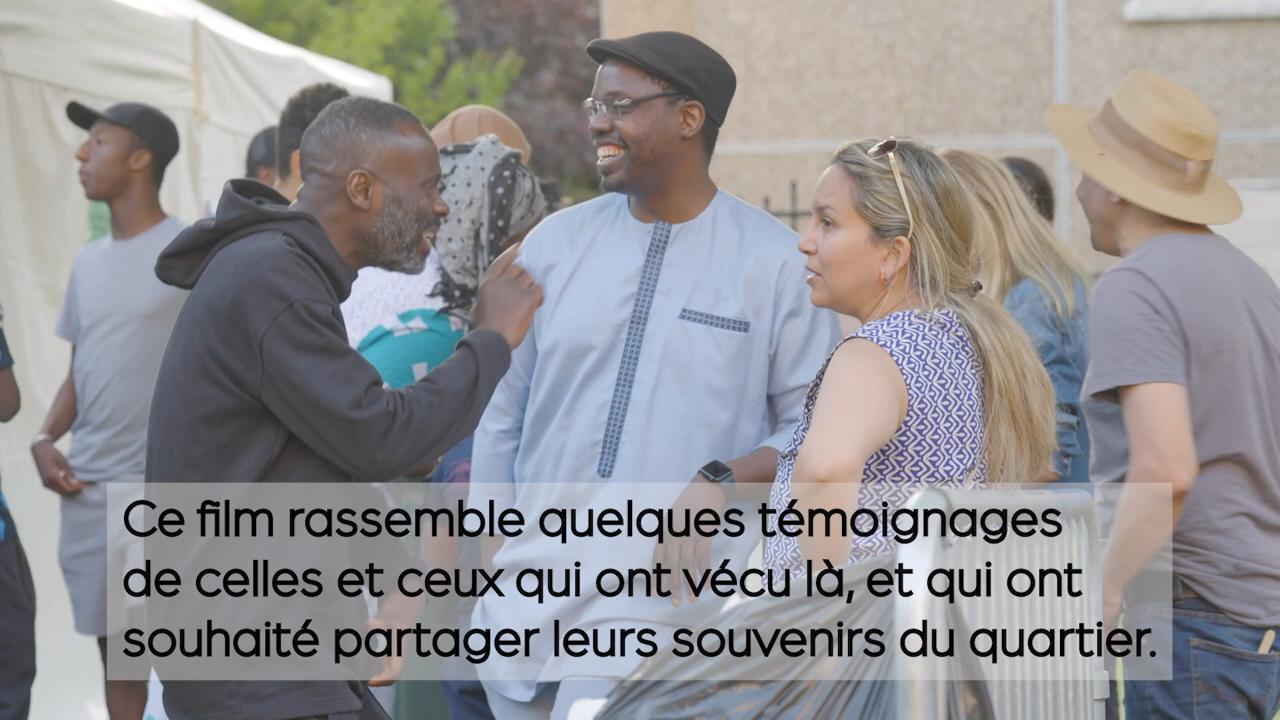 Ce film rassemble quelques témoignages
de celles et ceux qui ont vécu là, et qui ont
souhaité partager leurs souvenirs du quartier.